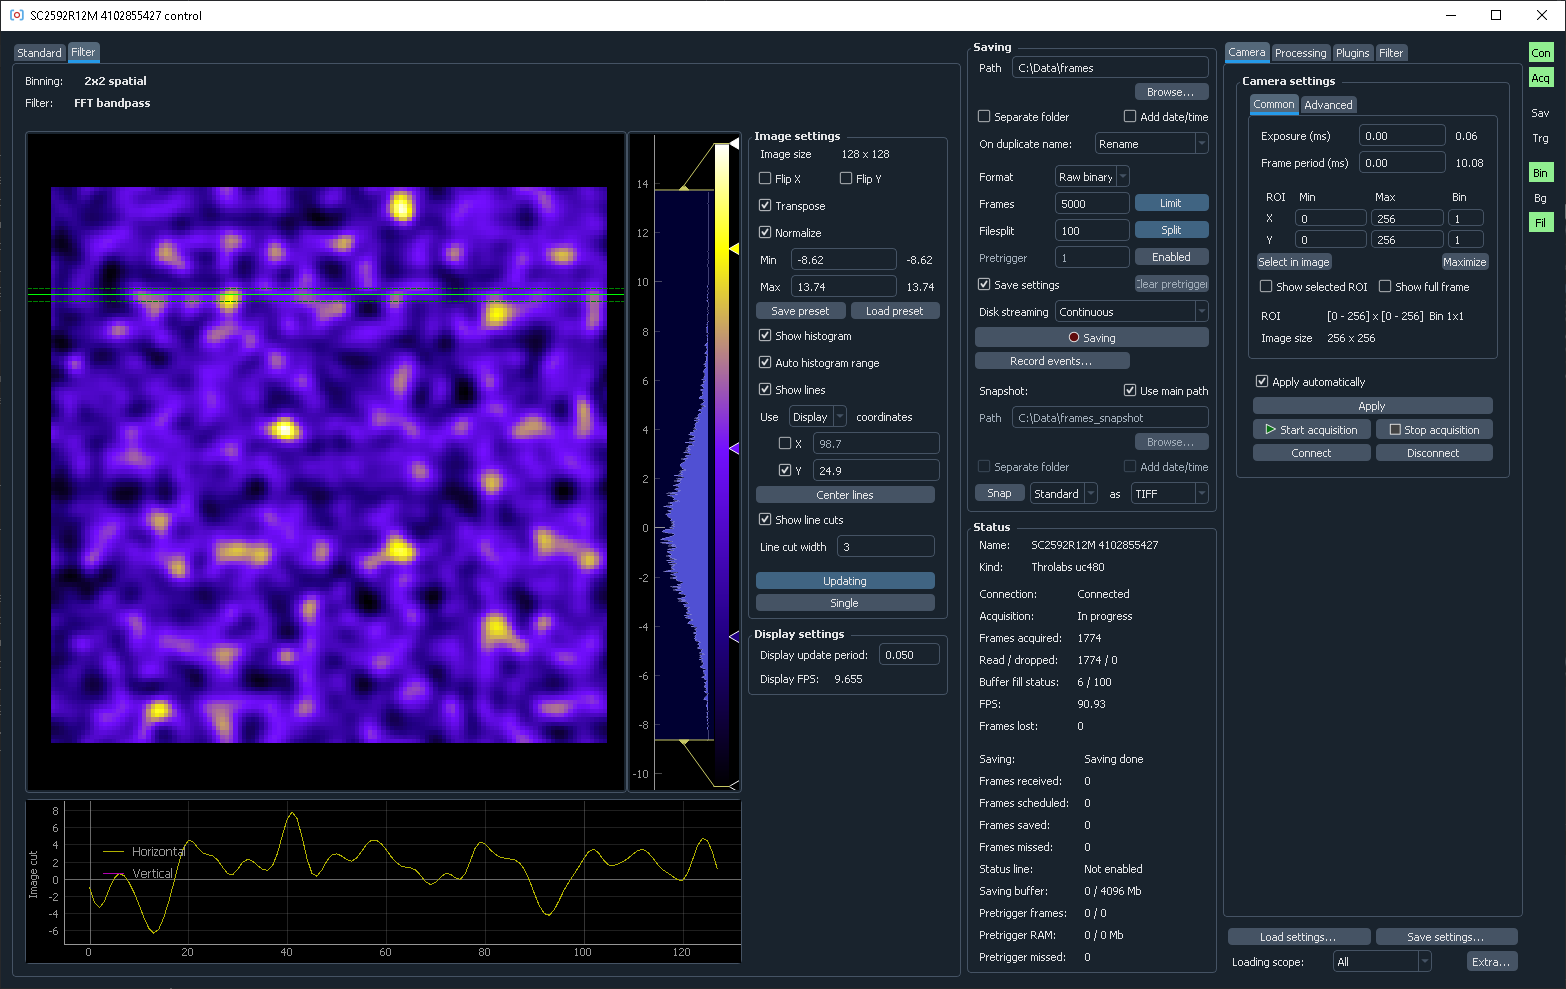 SC2592R12M 4102855427 control
Standard Filter
Binning: 2x2 spatial
Filter: FFT bandpass
14
12
10
8
6
4
2
0
-2
-4
-6
-8
-10
Image settings
Image size 128 x 128
Flip X Flip Y
Transpose
Normalize
Min -8.62 -8.62
Max 13.74 13.74
Save preset Load preset
Show histogram
Auto histogram range
Show lines
Use Display coordinates
X 98.7
Y 24.9
Center lines
Show line cuts
Line cut width 3
Updating
Single
Display settings
Display update period: 0.050
Display FPS: 9.655
Image cut
8
6
4
2
0
-2
-4
-6
Horizontal
Vertical
0 20 40 60 80 100 120
Saving
Path C:\Data\frames
Browse...
Separate folder Add date/time
On duplicate name: Rename
Format Raw binary
Frames 5000 Limit
Filesplit 100 Split
Pretrigger 1 Enabled
Save settings Clear pretrigger
Disk streaming Continuous
Saving
Record events...
Snapshot: Use main path
Path C:\Data\frames_snapshot
Browse...
Separate folder Add date/time
Snap Standard as TIFF
Status
Name: SC2592R12M 4102855427
Kind: Throlabs uc480
Connection: Connected
Acquisition: In progress
Frames acquired: 1774
Read / dropped: 1774 / 0
Buffer fill status: 6 / 100
FPS: 90.93
Frames lost: 0
Saving: Saving done
Frames received: 0
Frames scheduled: 0
Frames saved: 0
Frames missed: 0
Status line: Not enabled
Saving buffer: 0 / 4096 Mb
Pretrigger frames: 0 / 0
Pretrigger RAM: 0 / 0 Mb
Pretrigger missed: 0
Camera Processing Plugins Filter
Camera settings
Common Advanced
Exposure (ms) 0.00 0.06
Frame period (ms) 0.00 10.08
ROI Min Max Bin
X 0 256 1
Y 0 256 1
Select in image Maximize
Show selected ROI Show full frame
ROI [0 - 256] x [0 - 256] Bin 1x1
Image size 256 x 256
Apply automatically
Apply
Start acquisition Stop acquisition
Connect Disconnect
Load settings... Save settings...
Loading scope: All Extra...
Con
Acq
Sav
Trg
Bin
Bg
Fil